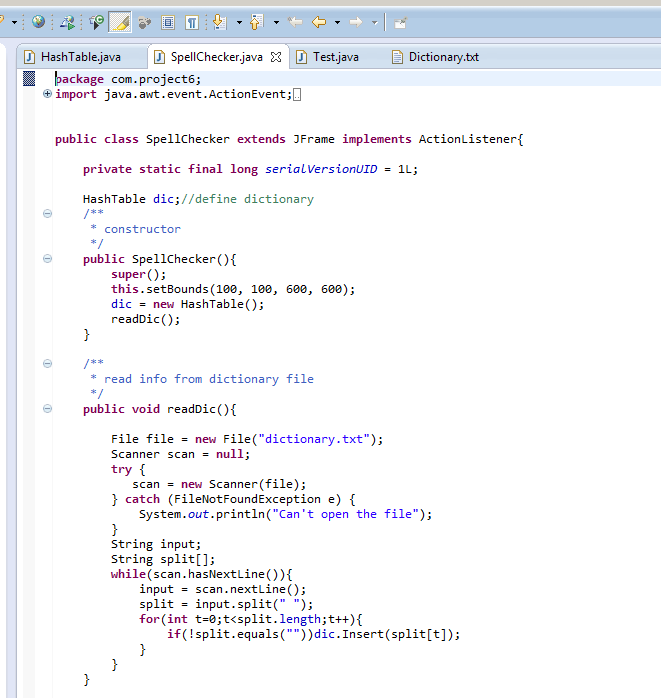 HashTable.java SpellChecker.java Test.java Dictionary.txt
package com.project6;
import java.awt.event.ActionEvent;
public class SpellChecker extends JFrame implements ActionListener{
private static final long serialVersionUID = 1L;
HashTable dic;//define dictionary
/**
* constructor
*/
public SpellChecker(){
super();
this.setBounds(100, 100, 600, 600);
dic = new HashTable();
readDic();
}
/**
* read info from dictionary file
*/
public void readDic(){
File file = new File("dictionary.txt");
Scanner scan = null;
try {
scan = new Scanner(file);
} catch (FileNotFoundException e) {
System.out.println("Can't open the file");
}
String input;
String split[];
while(scan.hasNextLine()){
input = scan.nextLine();
split = input.split(" ");
for(int t=0;t<split.length;t++){
if(!split.equals(""))dic.Insert(split[t]);
}
}
}